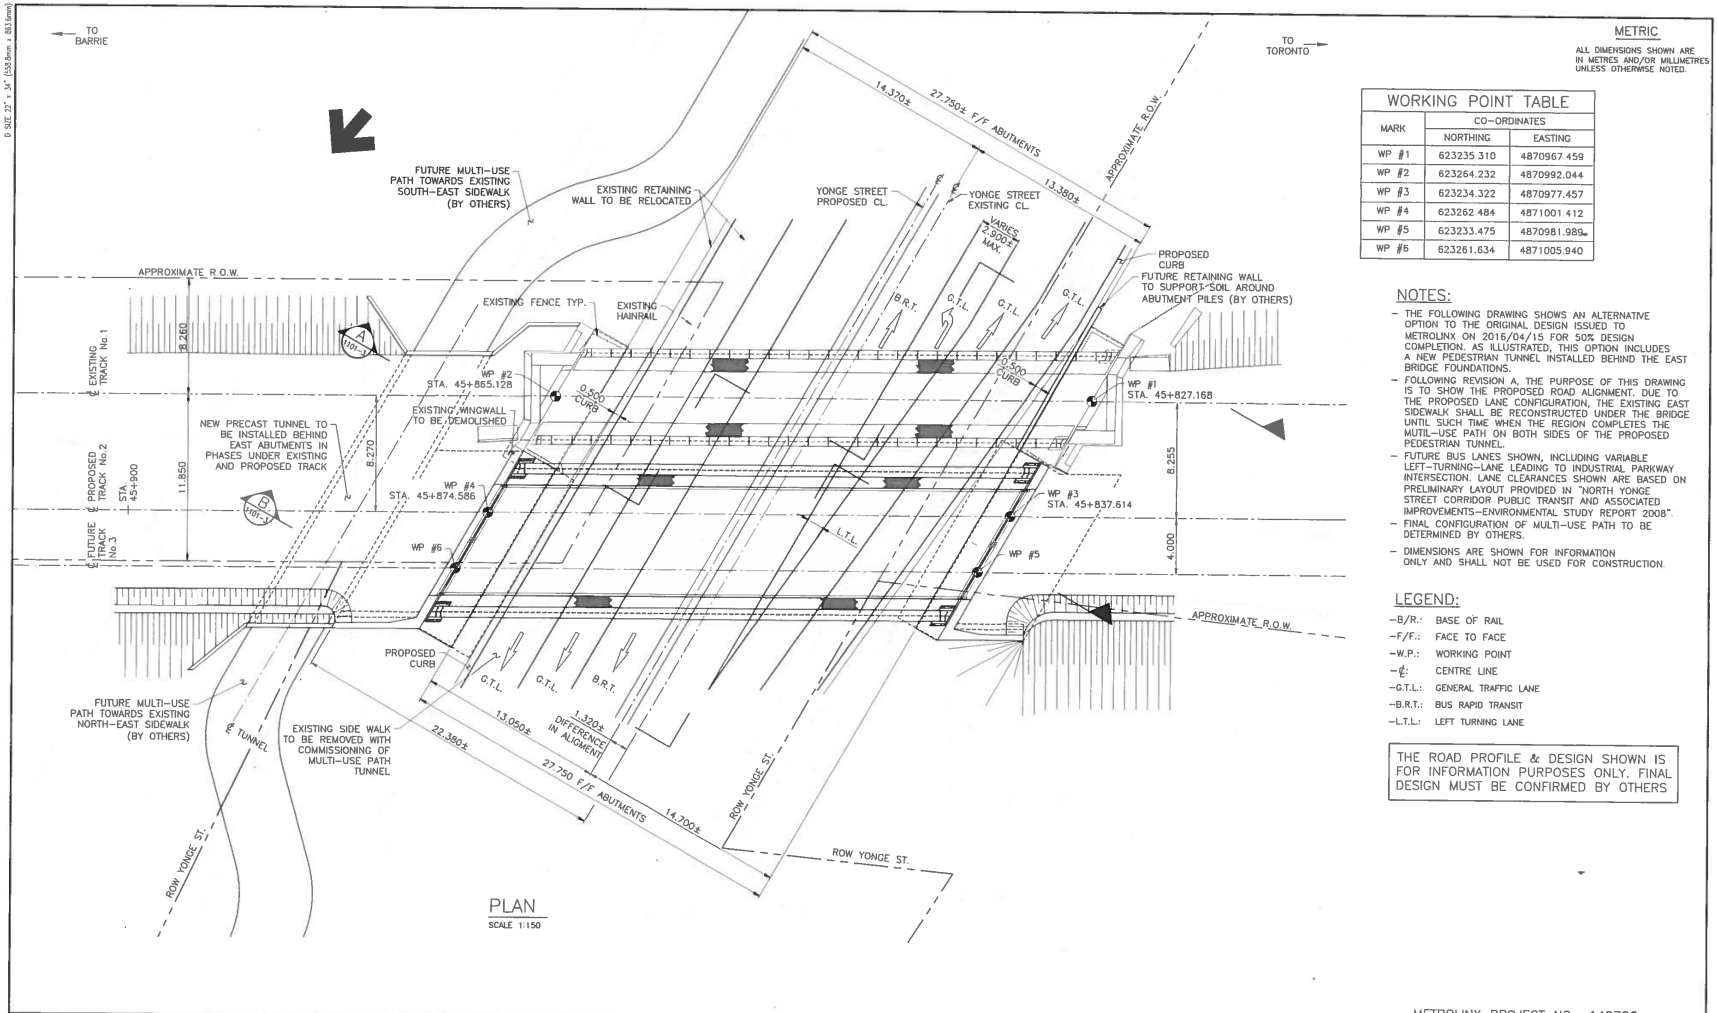 D SIZE 22" x 34" (558.8mm x 863.6mm)
TO
BARRIE
TO
TORONTO
METRIC
ALL DIMENSIONS SHOWN ARE
IN METRES AND/OR MILLIMETRES
UNLESS OTHERWISE NOTED.
WORKING POINT TABLE
MARK
CO-ORDINATES
NORTHING EASTING
WP #1 623235.310 4870967.459
WP #2 623264.232 4870992.044
WP #3 623234.322 4870977.457
WP #4 623262.484 4871001.412
WP #5 623233.475 4870981.989
WP #6 623261.634 4871005.940
14.370±
27.750± F/F ABUTMENTS
13.380±
APPROXIMATE R.O.W.
FUTURE MULTI-USE
PATH TOWARDS EXISTING
SOUTH-EAST SIDEWALK
(BY OTHERS)
EXISTING RETAINING
WALL TO BE RELOCATED
YONGE STREET
PROPOSED CL.
YONGE STREET
EXISTING CL.
VARIES
2.900±
MAX.
PROPOSED
CURB
FUTURE RETAINING WALL
TO SUPPORT SOIL AROUND
ABUTMENT PILES (BY OTHERS)
APPROXIMATE R.O.W.
EXISTING FENCE TYP.
EXISTING
HAINRAIL
B.R.T.
G.T.L.
G.T.L.
G.T.L.
A
1101-3
8.260
₵ EXISTING
TRACK No.1
WP #2
STA. 45+865.128
0.500
CURB
0.500
CURB
WP #1
STA. 45+827.168
EXISTING WINGWALL
TO BE DEMOLISHED
NEW PRECAST TUNNEL TO
BE INSTALLED BEHIND
EAST ABUTMENTS IN
PHASES UNDER EXISTING
AND PROPOSED TRACK
8.270
8.255
11.850
₵ PROPOSED
TRACK No.2
STA.
45+900
B
1101-3
WP #4
STA. 45+874.586
WP #3
STA. 45+837.614
L.T.L.
₵ FUTURE
TRACK
No.3
WP #6
WP #5
4.000
APPROXIMATE R.O.W.
PROPOSED
CURB
G.T.L.
G.T.L.
B.R.T.
FUTURE MULTI-USE
PATH TOWARDS EXISTING
NORTH-EAST SIDEWALK
(BY OTHERS)
₵ TUNNEL
EXISTING SIDE WALK
TO BE REMOVED WITH
COMMISSIONING OF
MULTI-USE PATH
TUNNEL
13.050±
22.380±
1.320±
DIFFERENCE
IN ALIGMENT
27.750 F/F ABUTMENTS
14.700±
ROW YONGE ST.
ROW YONGE ST.
ROW YONGE ST.
PLAN
SCALE 1:150
NOTES:
- THE FOLLOWING DRAWING SHOWS AN ALTERNATIVE
OPTION TO THE ORIGINAL DESIGN ISSUED TO
METROLINX ON 2016/04/15 FOR 50% DESIGN
COMPLETION. AS ILLUSTRATED, THIS OPTION INCLUDES
A NEW PEDESTRIAN TUNNEL INSTALLED BEHIND THE EAST
BRIDGE FOUNDATIONS.
- FOLLOWING REVISION A, THE PURPOSE OF THIS DRAWING
IS TO SHOW THE PROPOSED ROAD ALIGNMENT. DUE TO
THE PROPOSED LANE CONFIGURATION, THE EXISTING EAST
SIDEWALK SHALL BE RECONSTRUCTED UNDER THE BRIDGE
UNTIL SUCH TIME WHEN THE REGION COMPLETES THE
MUTIL-USE PATH ON BOTH SIDES OF THE PROPOSED
PEDESTRIAN TUNNEL.
- FUTURE BUS LANES SHOWN, INCLUDING VARIABLE
LEFT-TURNING-LANE LEADING TO INDUSTRIAL PARKWAY
INTERSECTION. LANE CLEARANCES SHOWN ARE BASED ON
PRELIMINARY LAYOUT PROVIDED IN "NORTH YONGE
STREET CORRIDOR PUBLIC TRANSIT AND ASSOCIATED
IMPROVEMENTS-ENVIRONMENTAL STUDY REPORT 2008".
- FINAL CONFIGURATION OF MULTI-USE PATH TO BE
DETERMINED BY OTHERS.
- DIMENSIONS ARE SHOWN FOR INFORMATION
ONLY AND SHALL NOT BE USED FOR CONSTRUCTION.
LEGEND:
-B/R.: BASE OF RAIL
-F/F.: FACE TO FACE
-W.P.: WORKING POINT
-₵: CENTRE LINE
-G.T.L.: GENERAL TRAFFIC LANE
-B.R.T.: BUS RAPID TRANSIT
-L.T.L.: LEFT TURNING LANE
THE ROAD PROFILE & DESIGN SHOWN IS
FOR INFORMATION PURPOSES ONLY. FINAL
DESIGN MUST BE CONFIRMED BY OTHERS